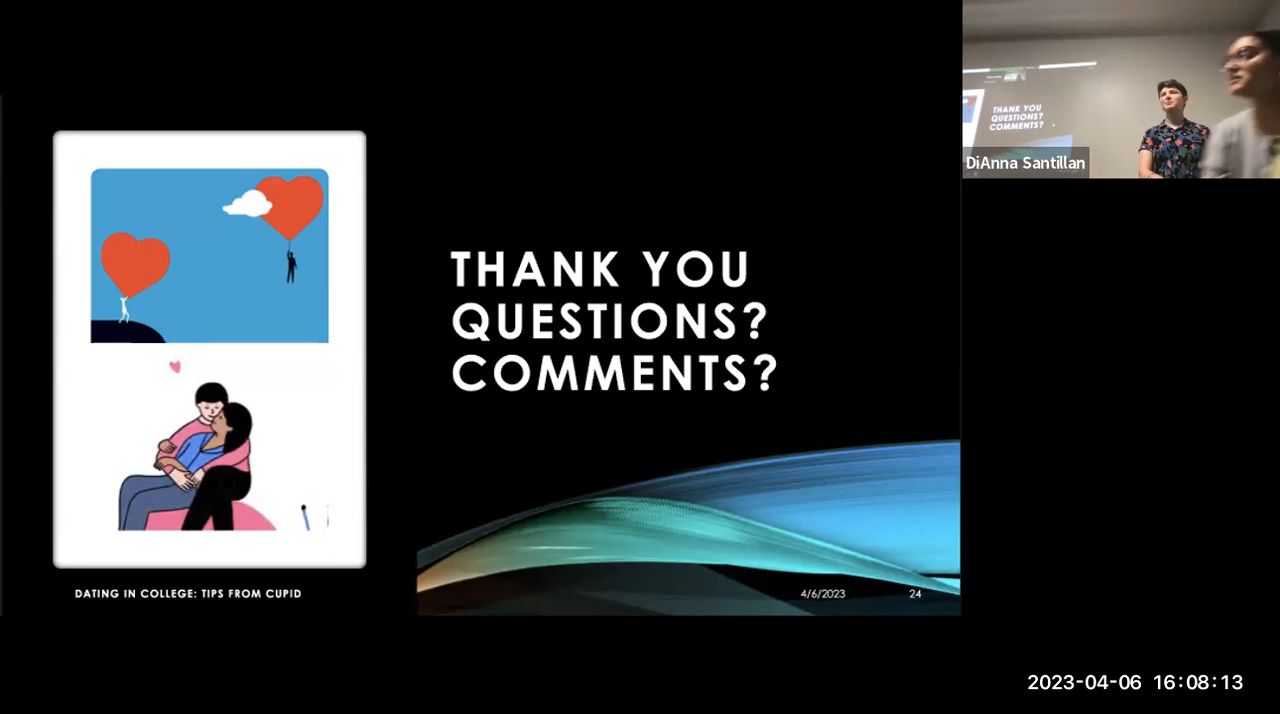 THANK YOU
QUESTIONS?
COMMENTS?
DATING IN COLLEGE: TIPS FROM CUPID
4/6/2023
24
THANK YOU
QUESTIONS?
COMMENTS?
DiAnna Santillan
2023-04-06 16:08:13